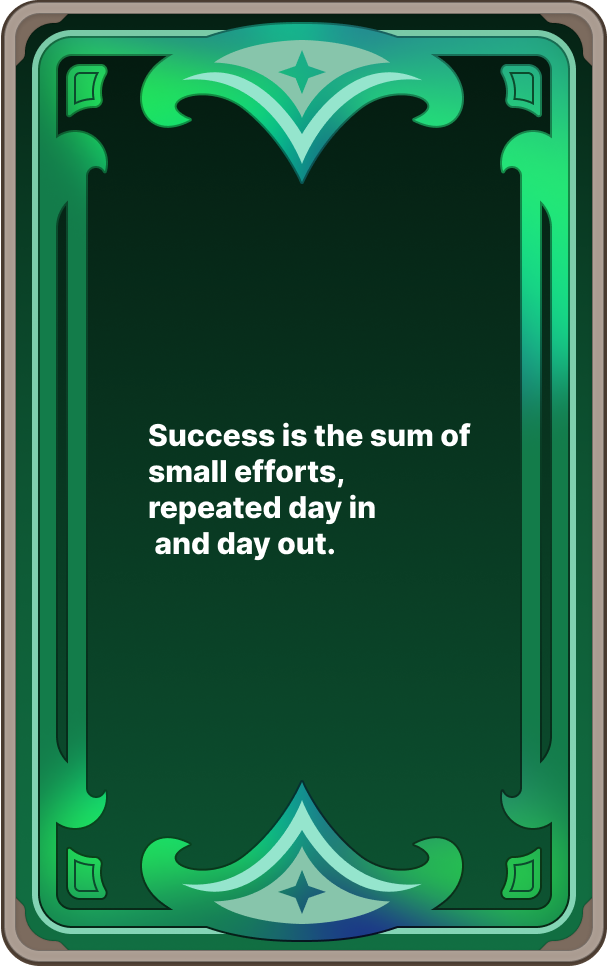 Success is the sum of
small efforts,
repeated day in
and day out.